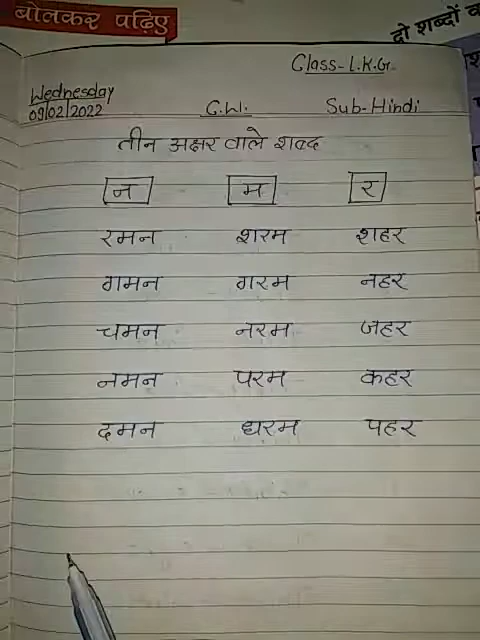 बोलकर पढ़िए
दो शब्दों
Class-L.K.G.
Wednesday
09/02/2022 C.W. Sub-Hindi
तीन अक्षर वाले शब्द
न म र
रमन शरम शहर
गमन गरम नहर
चमन नरम जहर
नमन परम कहर
दमन धरम पहर